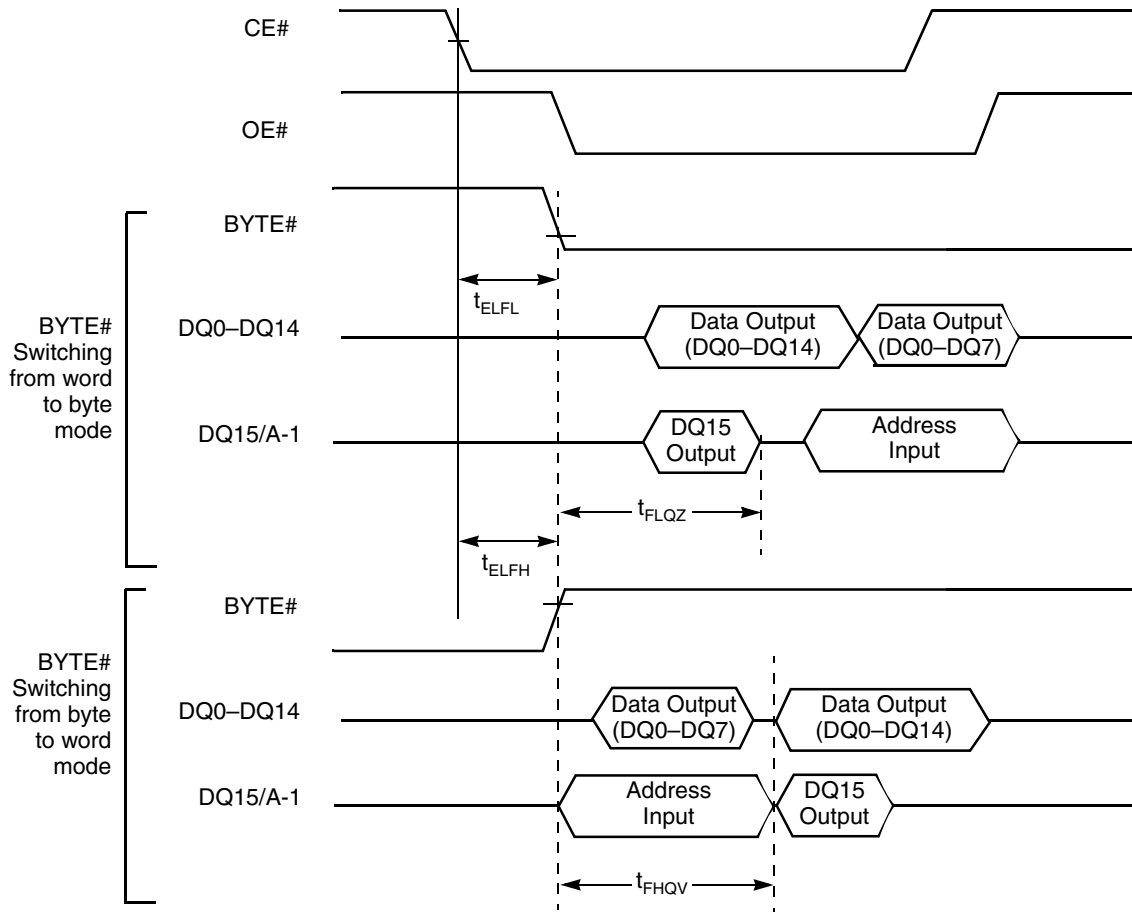 CE#
OE#
BYTE#
Switching
from word
to byte
mode
BYTE#
tELFL
DQ0–DQ14
Data Output
(DQ0–DQ14)
Data Output
(DQ0–DQ7)
DQ15/A-1
DQ15
Output
Address
Input
tFLQZ
tELFH
BYTE#
Switching
from byte
to word
mode
BYTE#
DQ0–DQ14
Data Output
(DQ0–DQ7)
Data Output
(DQ0–DQ14)
DQ15/A-1
Address
Input
DQ15
Output
tFHQV